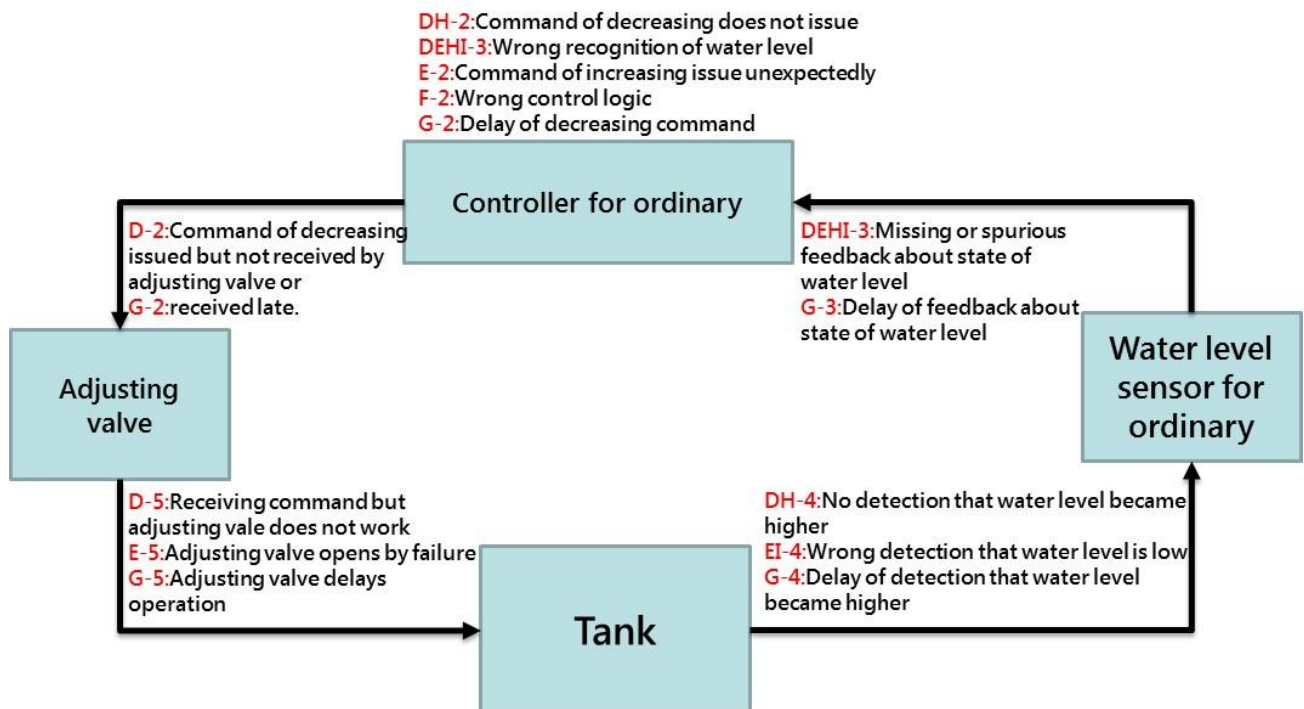 DH-2:Command of decreasing does not issue
DEHI-3:Wrong recognition of water level
E-2:Command of increasing issue unexpectedly
F-2:Wrong control logic
G-2:Delay of decreasing command
Controller for ordinary
D-2:Command of decreasing
issued but not received by
adjusting valve or
G-2:received late.
DEHI-3:Missing or spurious
feedback about state of
water level
G-3:Delay of feedback about
state of water level
Adjusting
valve
Water level
sensor for
ordinary
D-5:Receiving command but
adjusting vale does not work
E-5:Adjusting valve opens by failure
G-5:Adjusting valve delays
operation
DH-4:No detection that water level became
higher
EI-4:Wrong detection that water level is low
G-4:Delay of detection that water level
became higher
Tank